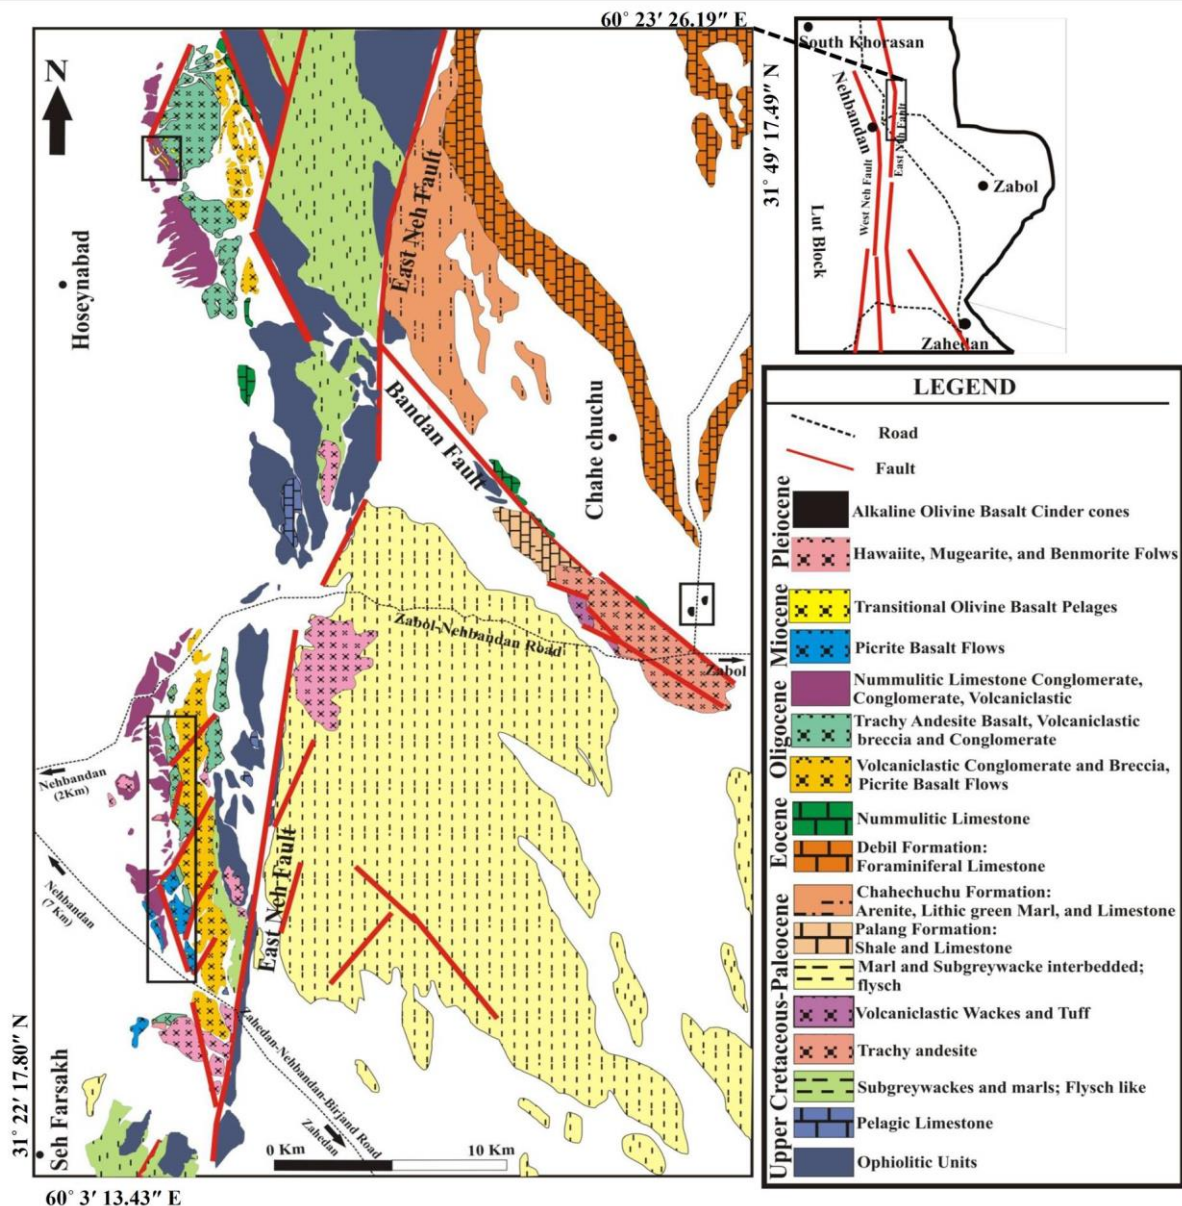 60° 23′ 26.19″ E
N
31° 49′ 17.49″ N
Hoseynabad
East Neh Fault
Bandan Fault
Chahe chuchu
Zabol-Nehbandan Road
Zabol
Nehbandan
(2Km)
Nehbandan
(7 Km)
East Neh Fault
Zahedan-Nehbandan-Birjand Road
Zahedan
31° 22′ 17.80″ N
Seh Farsakh
0 Km
10 Km
60° 3′ 13.43″ E
South Khorasan
Nehbandan
East Neh Fault
West Neh Fault
Zabol
Lut Block
Zahedan
LEGEND
Road
Fault
Pleiocene
Alkaline Olivine Basalt Cinder cones
Hawaiite, Mugearite, and Benmorite Folws
Miocene
Transitional Olivine Basalt Pelages
Picrite Basalt Flows
Oligocene
Nummulitic Limestone Conglomerate,
Conglomerate, Volcaniclastic
Trachy Andesite Basalt, Volcaniclastic
breccia and Conglomerate
Volcaniclastic Conglomerate and Breccia,
Picrite Basalt Flows
Eocene
Nummulitic Limestone
Debil Formation:
Foraminiferal Limestone
Upper Cretaceous-Paleocene
Chahechuchu Formation:
Arenite, Lithic green Marl, and Limestone
Palang Formation:
Shale and Limestone
Marl and Subgreywacke interbedded;
flysch
Volcaniclastic Wackes and Tuff
Trachy andesite
Subgreywackes and marls; Flysch like
Pelagic Limestone
Ophiolitic Units